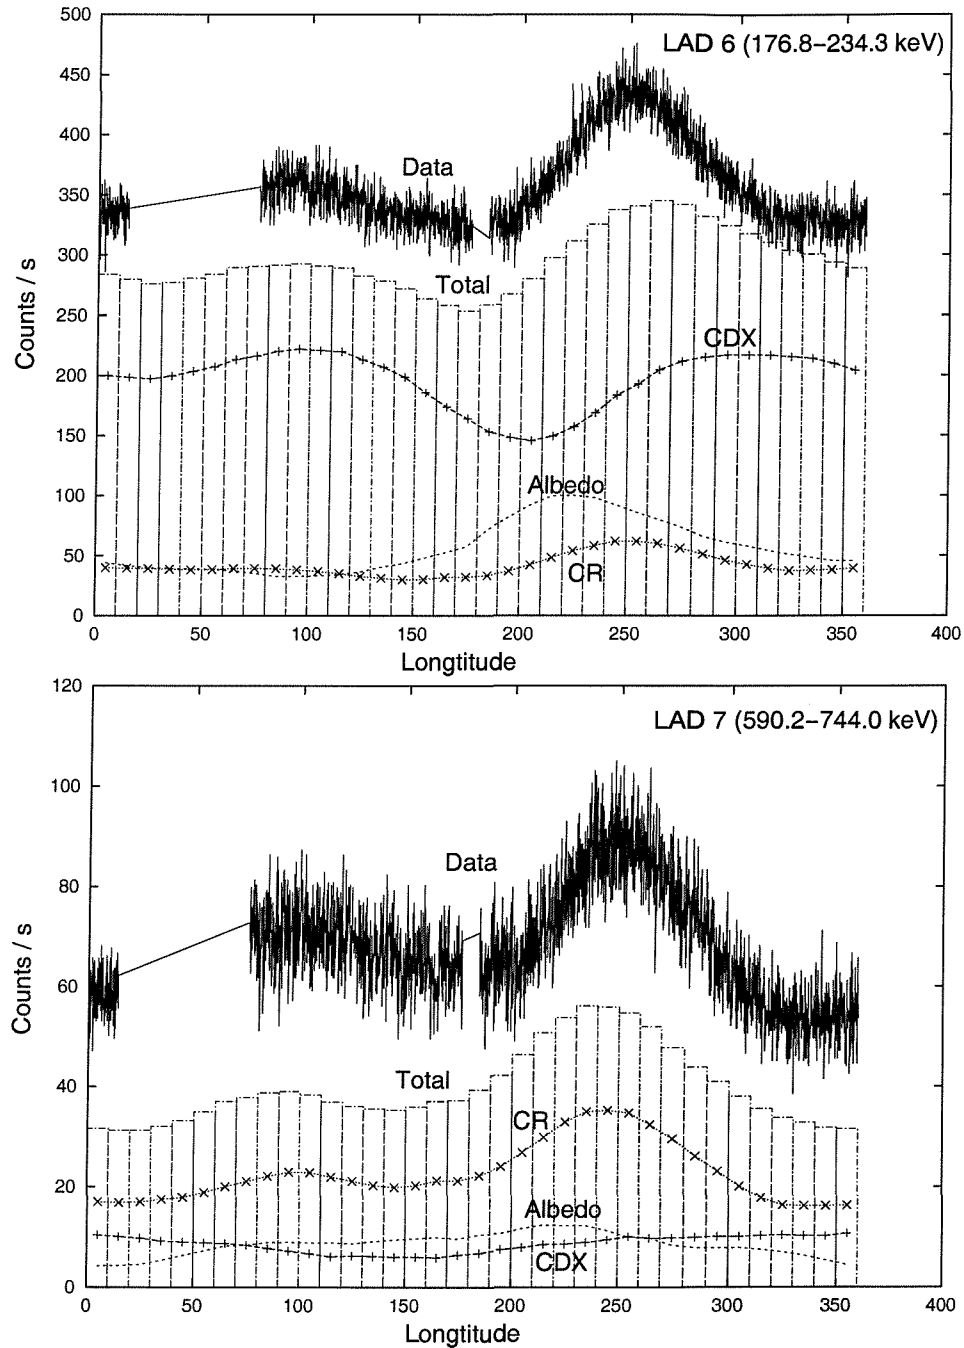 500
LAD 6 (176.8–234.3 keV)
450
400
Data
350
300
Total
250
CDX
200
150
Albedo
100
50
CR
0
0 50 100 150 200 250 300 350 400
Counts / s
Longtitude
120
LAD 7 (590.2–744.0 keV)
100
Data
80
60
Total
40
CR
20
Albedo
CDX
0
0 50 100 150 200 250 300 350 400
Counts / s
Longtitude